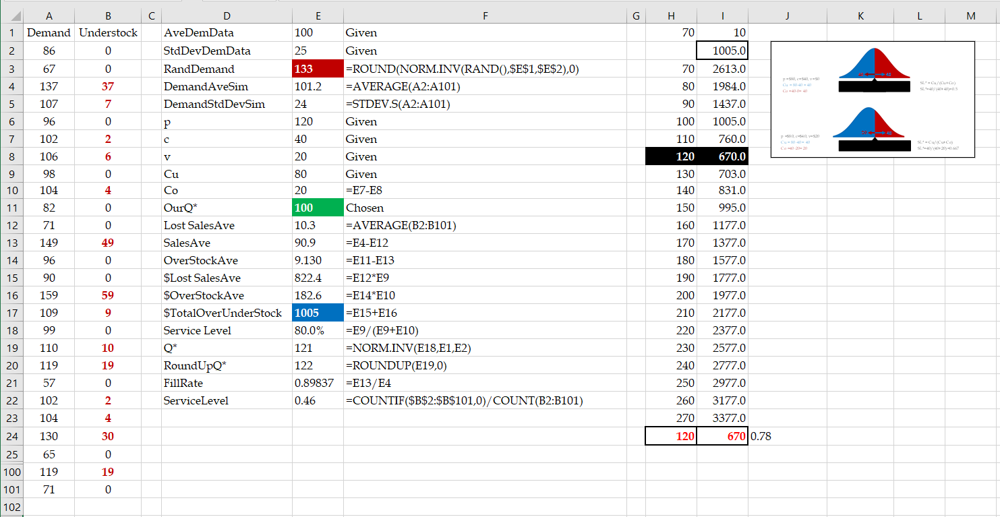 A B C D E F G H I J K L M
1 Demand Understock AveDemData 100 Given 70 10
2 86 0 StdDevDemData 25 Given 1005.0
3 67 0 RandDemand 133 =ROUND(NORM.INV(RAND(),$E$1,$E$2),0) 70 2613.0
4 137 37 DemandAveSim 101.2 =AVERAGE(A2:A101) 80 1984.0
5 107 7 DemandStdDevSim 24 =STDEV.S(A2:A101) 90 1437.0
6 96 0 p 120 Given 100 1005.0
7 102 2 c 40 Given 110 760.0
8 106 6 v 20 Given 120 670.0
9 98 0 Cu 80 Given 130 703.0
10 104 4 Co 20 =E7-E8 140 831.0
11 82 0 OurQ* 100 Chosen 150 995.0
12 71 0 Lost SalesAve 10.3 =AVERAGE(B2:B101) 160 1177.0
13 149 49 SalesAve 90.9 =E4-E12 170 1377.0
14 96 0 OverStockAve 9.130 =E11-E13 180 1577.0
15 90 0 $Lost SalesAve 822.4 =E12*E9 190 1777.0
16 159 59 $OverStockAve 182.6 =E14*E10 200 1977.0
17 109 9 $TotalOverUnderStock 1005 =E15+E16 210 2177.0
18 99 0 Service Level 80.0% =E9/(E9+E10) 220 2377.0
19 110 10 Q* 121 =NORM.INV(E18,E1,E2) 230 2577.0
20 119 19 RoundUpQ* 122 =ROUNDUP(E19,0) 240 2777.0
21 57 0 FillRate 0.89837 =E13/E4 250 2977.0
22 102 2 ServiceLevel 0.46 =COUNTIF($B$2:$B$101,0)/COUNT(B2:B101) 260 3177.0
23 104 4 270 3377.0
24 130 30 120 670 0.78
25 65 0
100 119 19
101 71 0
102
p =$80, c=$40, v=$0
Cu = 80-40 = 40
Co =40-0= 40
SL* = Cu/(Cu+Co)
SL*=40/(40+40)=0.5
p =$80, c=$40, v=$20
Cu = 80-40= 40
Co =40-20= 20
SL* = Cu/(Cu+Co)
SL*=40/(40+20)=0.667